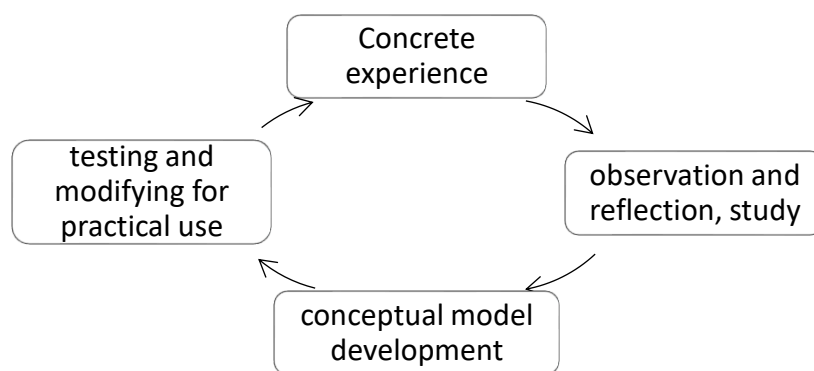 Concrete
experience
testing and
modifying for
practical use
observation and
reflection, study
conceptual model
development